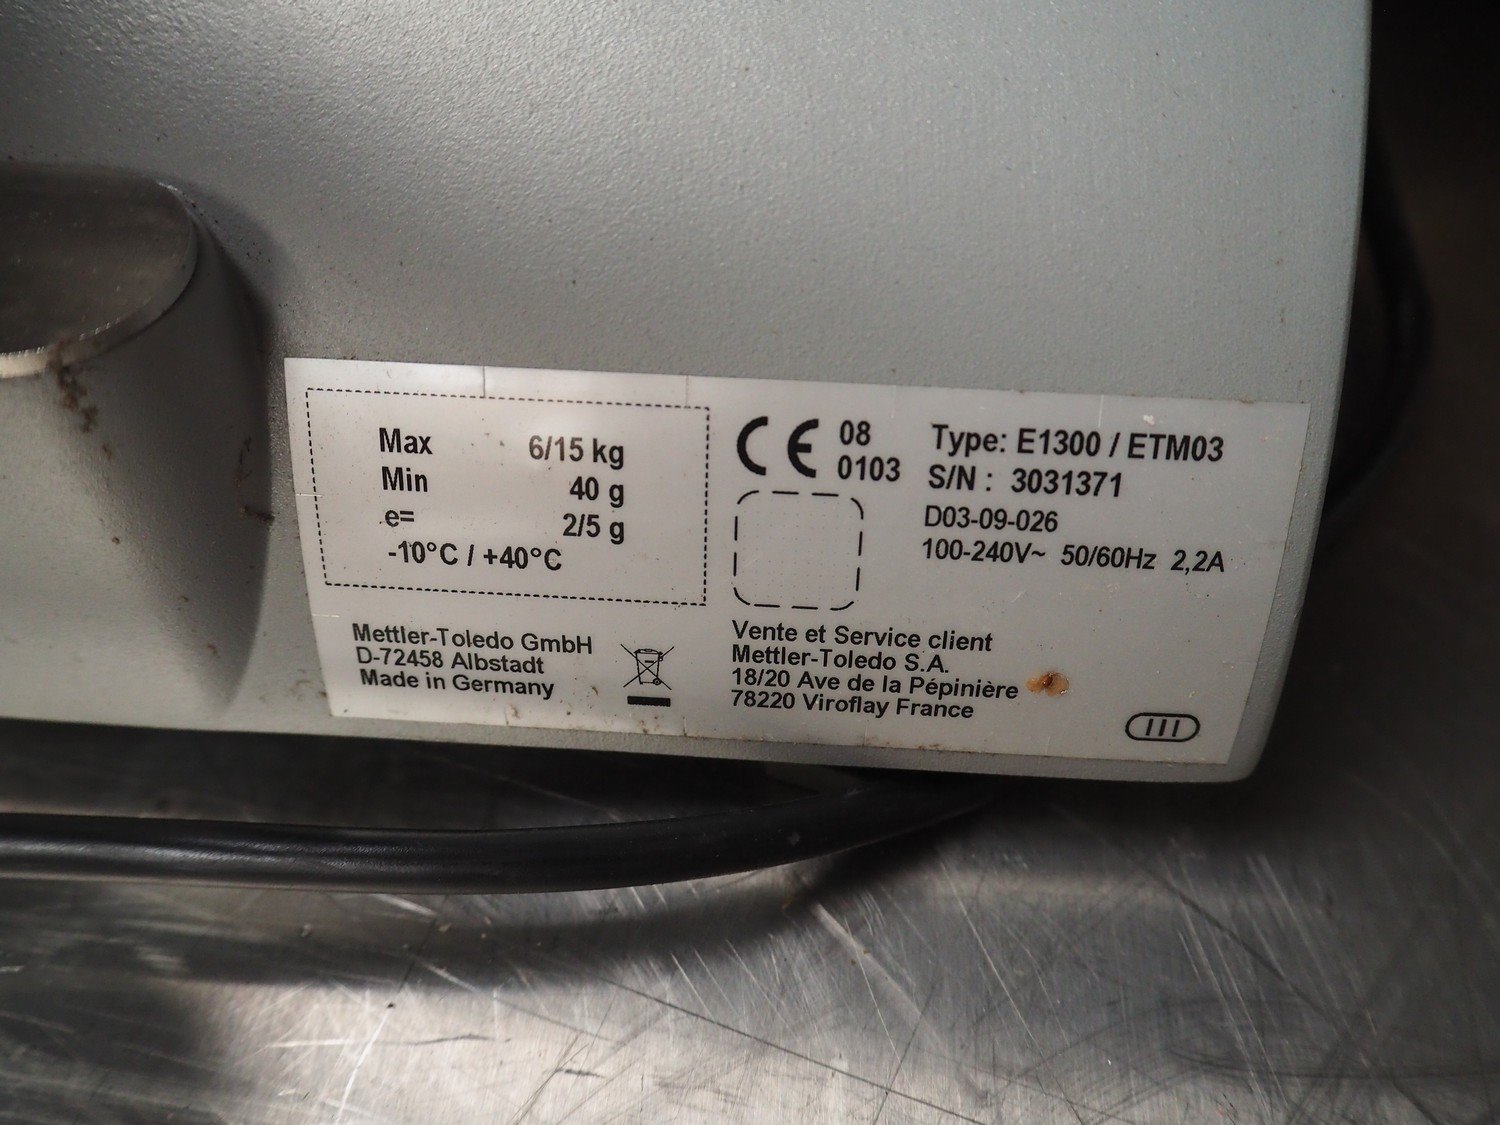 Max 6/15 kg
Min 40 g
e= 2/5 g
-10°C / +40°C
Mettler-Toledo GmbH
D-72458 Albstadt
Made in Germany
CE 08
0103
Type: E1300 / ETM03
S/N : 3031371
D03-09-026
100-240V~ 50/60Hz 2,2A
Vente et Service client
Mettler-Toledo S.A.
18/20 Ave de la Pépinière
78220 Viroflay France
III